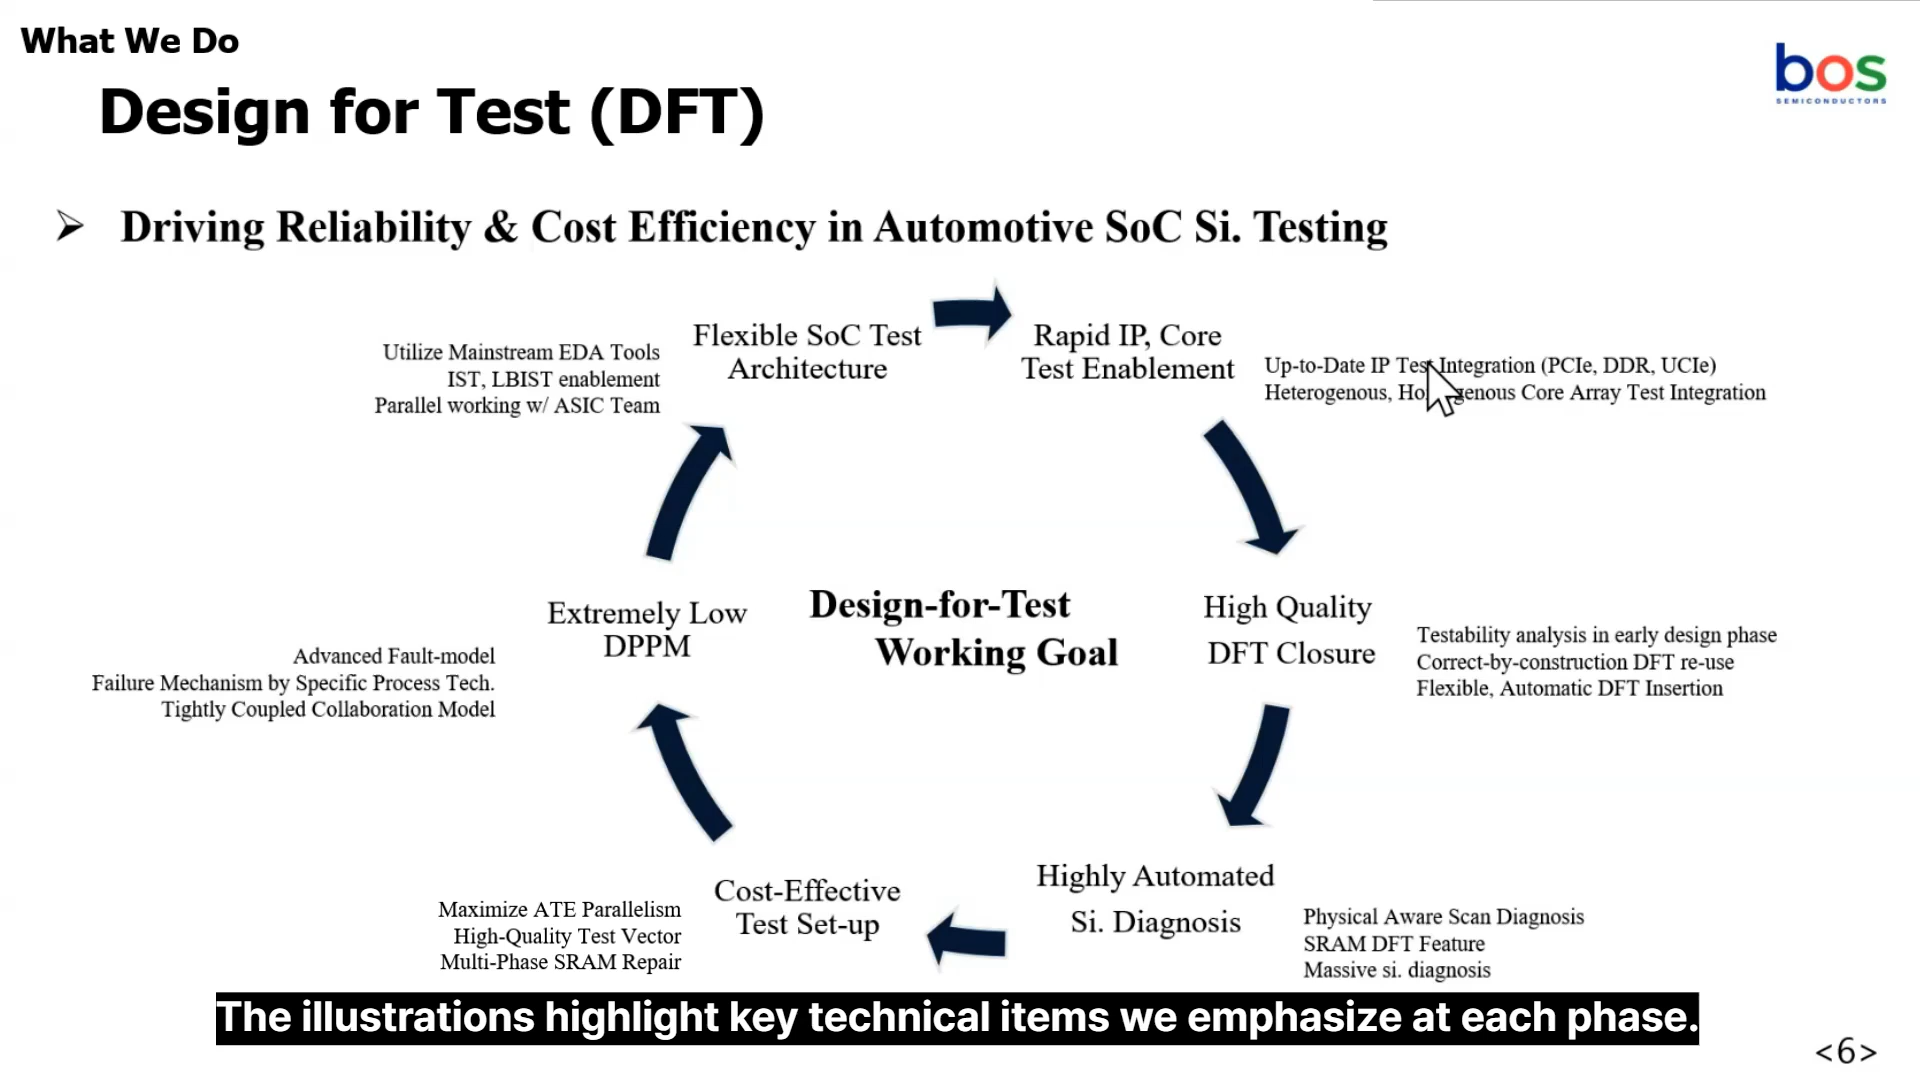 What We Do
Design for Test (DFT)
bos
SEMICONDUCTORS
➢ Driving Reliability & Cost Efficiency in Automotive SoC Si. Testing
Flexible SoC Test
Architecture
Utilize Mainstream EDA Tools
IST, LBIST enablement
Parallel working w/ ASIC Team
Rapid IP, Core
Test Enablement
Up-to-Date IP Test Integration (PCIe, DDR, UCIe)
Heterogenous, Core Array Test Integration
High Quality
DFT Closure
Testability analysis in early design phase
Correct-by-construction DFT re-use
Flexible, Automatic DFT Insertion
Highly Automated
Si. Diagnosis
Physical Aware Scan Diagnosis
SRAM DFT Feature
Massive si. diagnosis
Cost-Effective
Test Set-up
Maximize ATE Parallelism
High-Quality Test Vector
Multi-Phase SRAM Repair
Extremely Low
DPPM
Advanced Fault-model
Failure Mechanism by Specific Process Tech.
Tightly Coupled Collaboration Model
Design-for-Test
Working Goal
The illustrations highlight key technical items we emphasize at each phase.
<6>